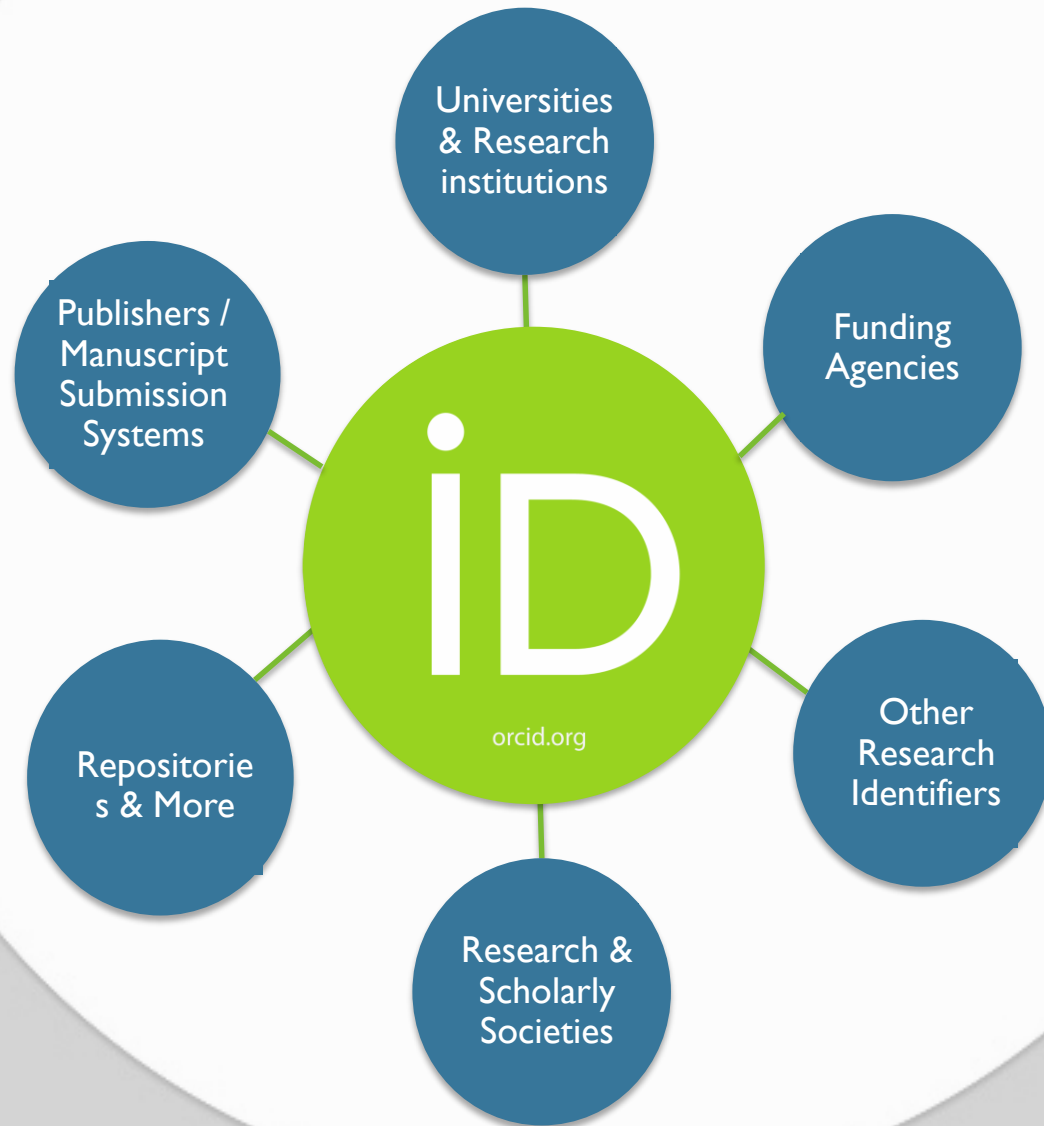 Universities
& Research
institutions
Publishers /
Manuscript
Submission
Systems
Funding
Agencies
iD
orcid.org
Repositorie
s & More
Other
Research
Identifiers
Research &
Scholarly
Societies